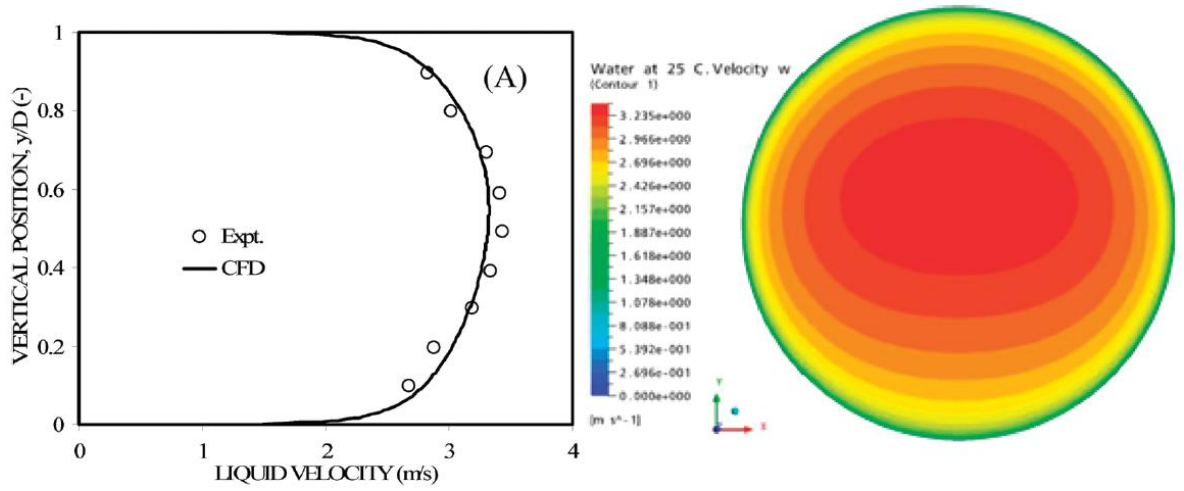 1
0.8
0.6
0.4
0.2
0
VERTICAL POSITION, y/D (-)
(A)
Expt.
CFD
0 1 2 3 4
LIQUID VELOCITY (m/s)
Water at 25 C.Velocity w
(Contour 1)
3.235e+000
2.966e+000
2.696e+000
2.426e+000
2.157e+000
1.887e+000
1.618e+000
1.348e+000
1.078e+000
8.088e-001
5.392e-001
2.696e-001
0.000e+000
[m s^-1]
Y
X